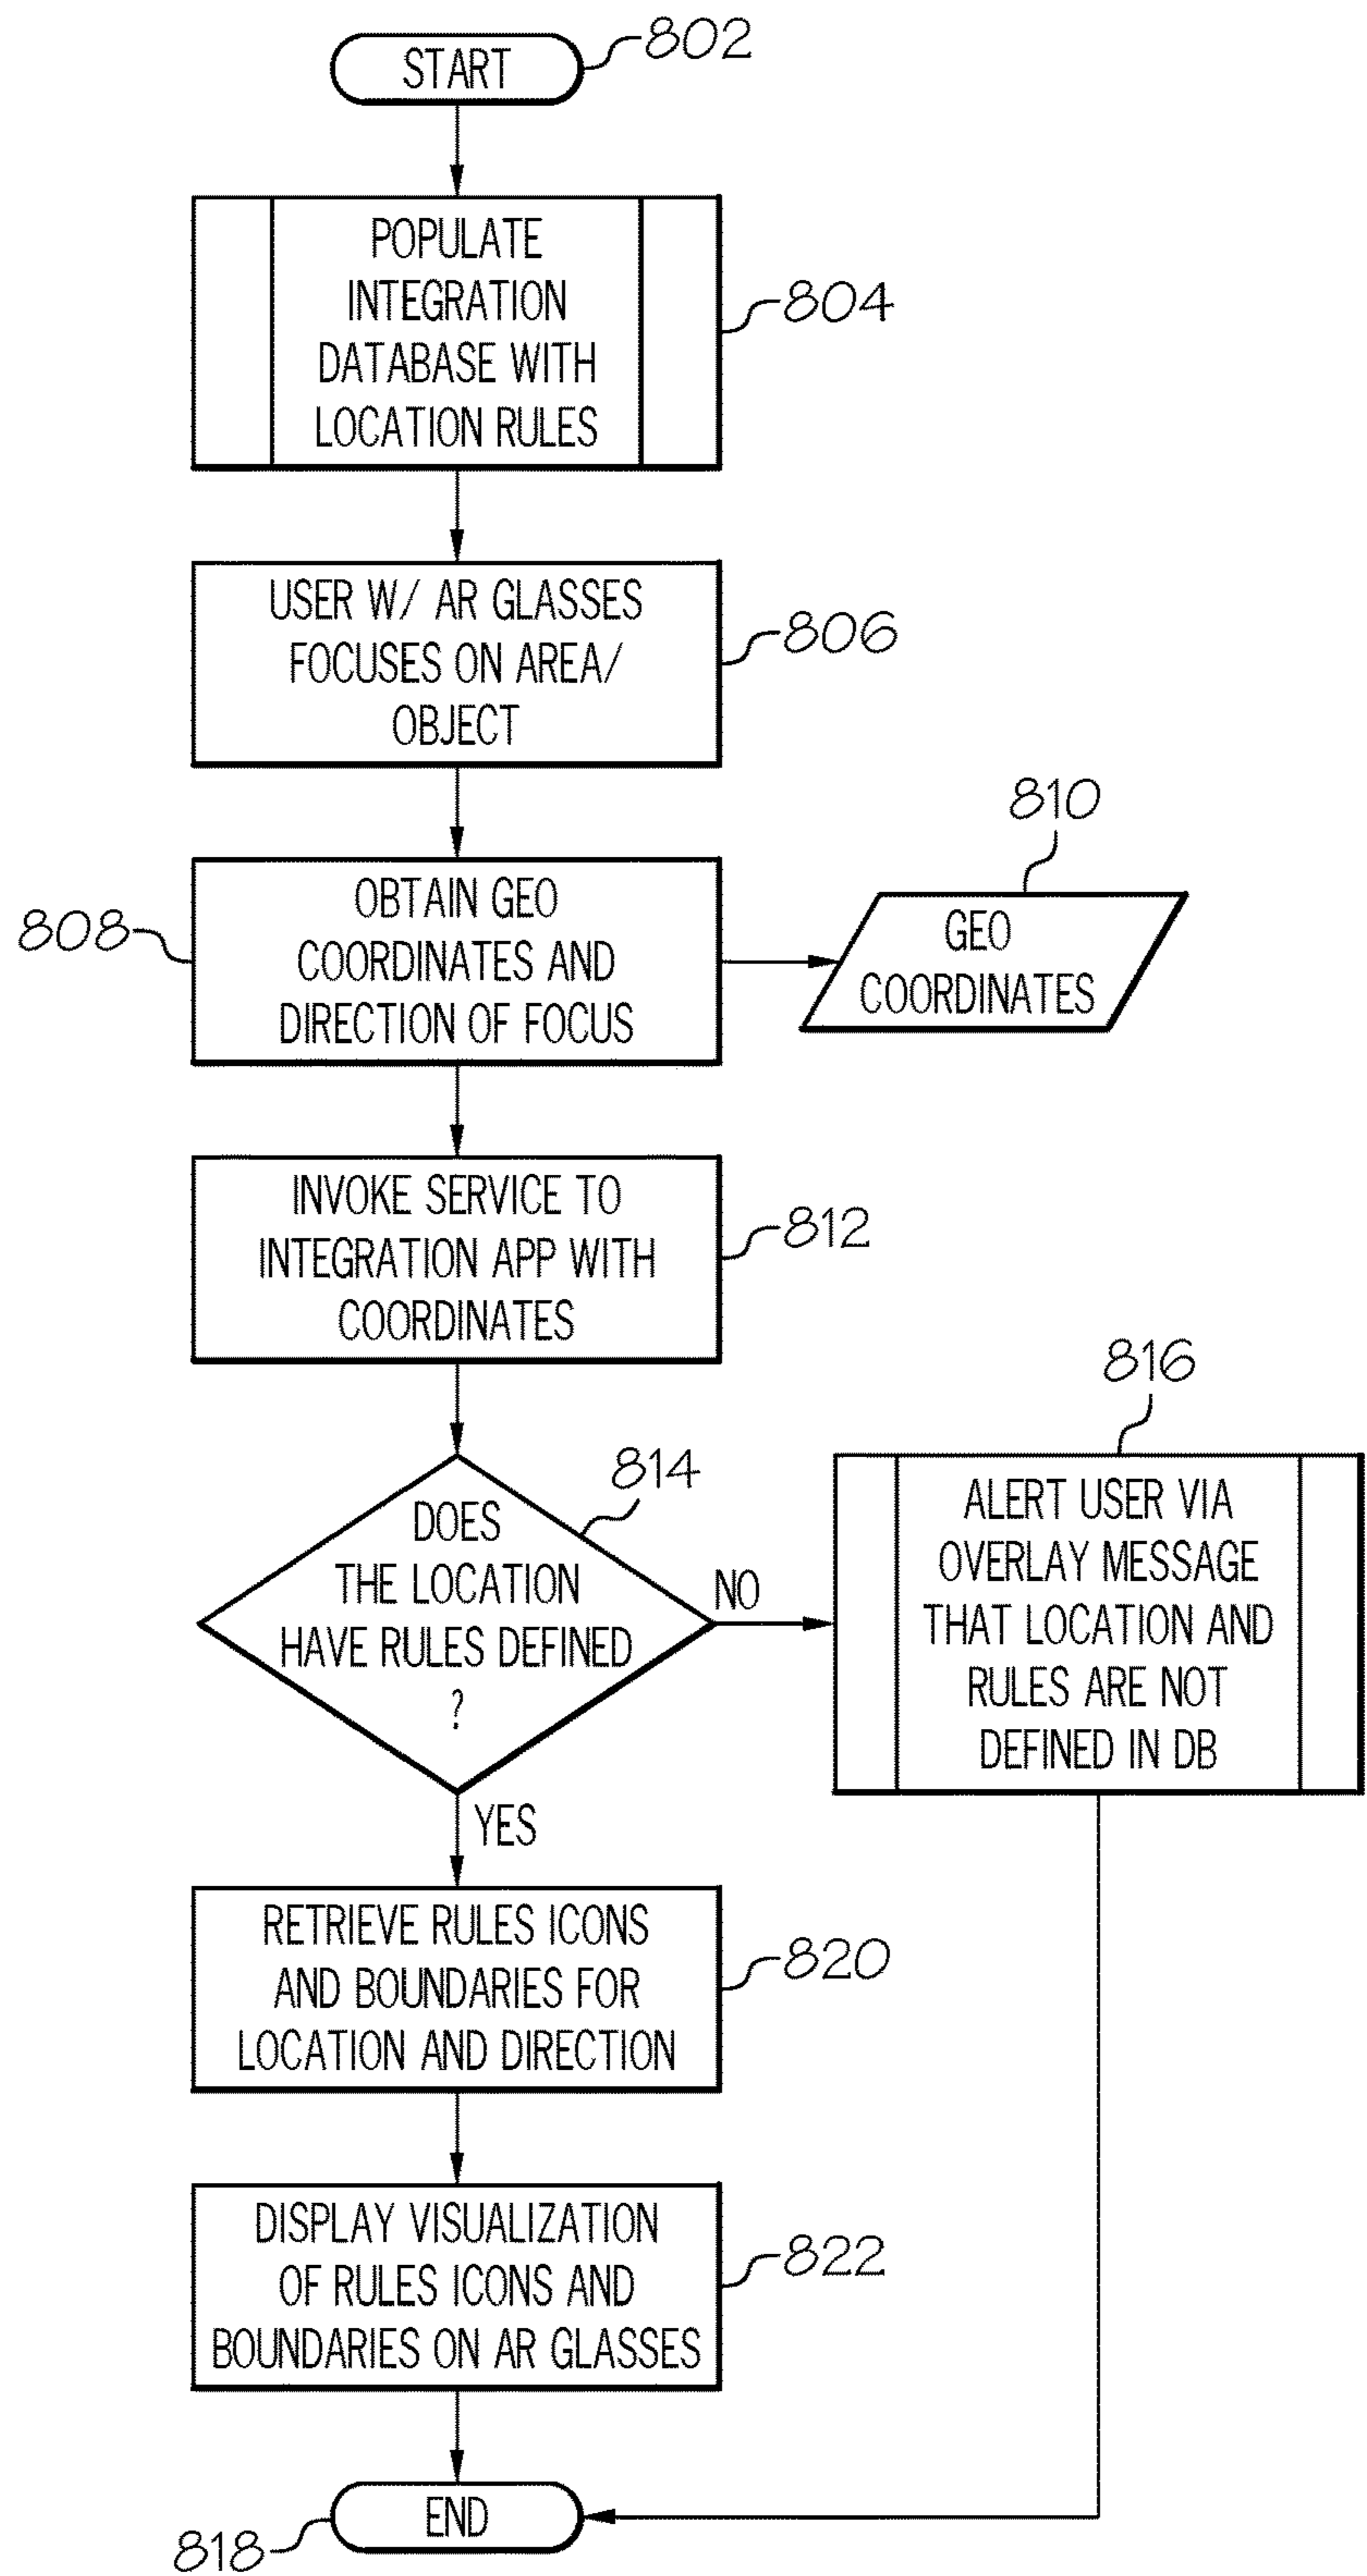 START
802
POPULATE
INTEGRATION
DATABASE WITH
LOCATION RULES
804
USER W/ AR GLASSES
FOCUSES ON AREA/
OBJECT
806
808
OBTAIN GEO
COORDINATES AND
DIRECTION OF FOCUS
810
GEO
COORDINATES
INVOKE SERVICE TO
INTEGRATION APP WITH
COORDINATES
812
DOES
THE LOCATION
HAVE RULES DEFINED
?
814
NO
816
ALERT USER VIA
OVERLAY MESSAGE
THAT LOCATION AND
RULES ARE NOT
DEFINED IN DB
YES
RETRIEVE RULES ICONS
AND BOUNDARIES FOR
LOCATION AND DIRECTION
820
DISPLAY VISUALIZATION
OF RULES ICONS AND
BOUNDARIES ON AR GLASSES
822
END
818